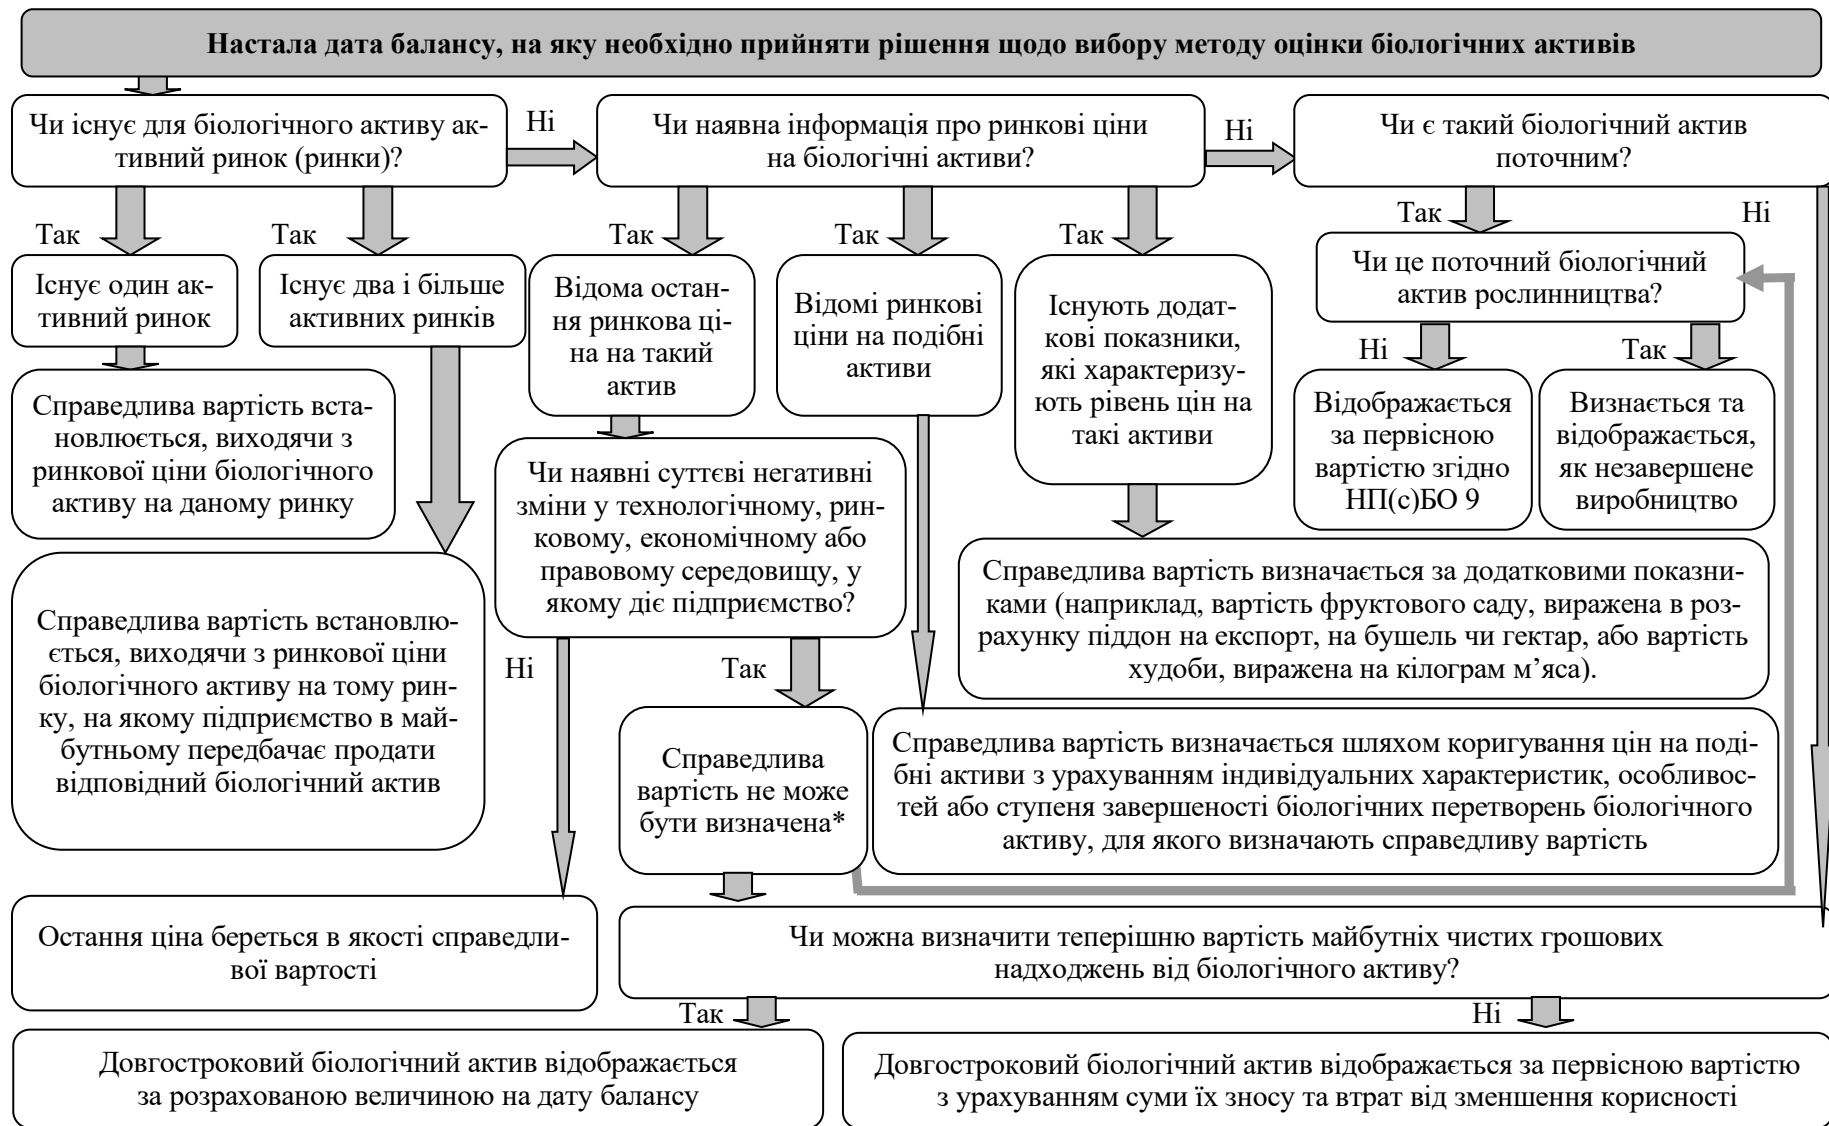 Настала дата балансу, на яку необхідно прийняти рішення щодо вибору методу оцінки біологічних активів
Чи існує для біологічного активу ак-
тивний ринок (ринки)?
Ні
Чи наявна інформація про ринкові ціни
на біологічні активи?
Ні
Чи є такий біологічний актив
поточним?
Так
Так
Так
Так
Так
Так
Ні
Існує один ак-
тивний ринок
Існує два і більше
активних ринків
Відома остан-
ня ринкова ці-
на на такий
актив
Відомі ринкові
ціни на подібні
активи
Існують додат-
кові показники,
які характеризу-
ють рівень цін на
такі активи
Чи це поточний біологічний
актив рослинництва?
Ні
Так
Справедлива вартість вста-
новлюється, виходячи з
ринкової ціни біологічного
активу на даному ринку
Відображається
за первісною
вартістю згідно
НП(с)БО 9
Визнається та
відображається,
як незавершене
виробництво
Чи наявні суттєві негативні
зміни у технологічному, рин-
ковому, економічному або
правовому середовищу, у
якому діє підприємство?
Справедлива вартість визначається за додатковими показни-
ками (наприклад, вартість фруктового саду, виражена в роз-
рахунку піддон на експорт, на бушель чи гектар, або вартість
худоби, виражена на кілограм м’яса).
Справедлива вартість встановлю-
ється, виходячи з ринкової ціни
біологічного активу на тому рин-
ку, на якому підприємство в май-
бутньому передбачає продати
відповідний біологічний актив
Ні
Так
Справедлива
вартість не може
бути визначена*
Справедлива вартість визначається шляхом коригування цін на поді-
бні активи з урахуванням індивідуальних характеристик, особливос-
тей або ступеня завершеності біологічних перетворень біологічного
активу, для якого визначають справедливу вартість
Остання ціна береться в якості справедли-
вої вартості
Чи можна визначити теперішню вартість майбутніх чистих грошових
надходжень від біологічного активу?
Так
Ні
Довгостроковий біологічний актив відображається
за розрахованою величиною на дату балансу
Довгостроковий біологічний актив відображається за первісною вартістю
з урахуванням суми їх зносу та втрат від зменшення корисності